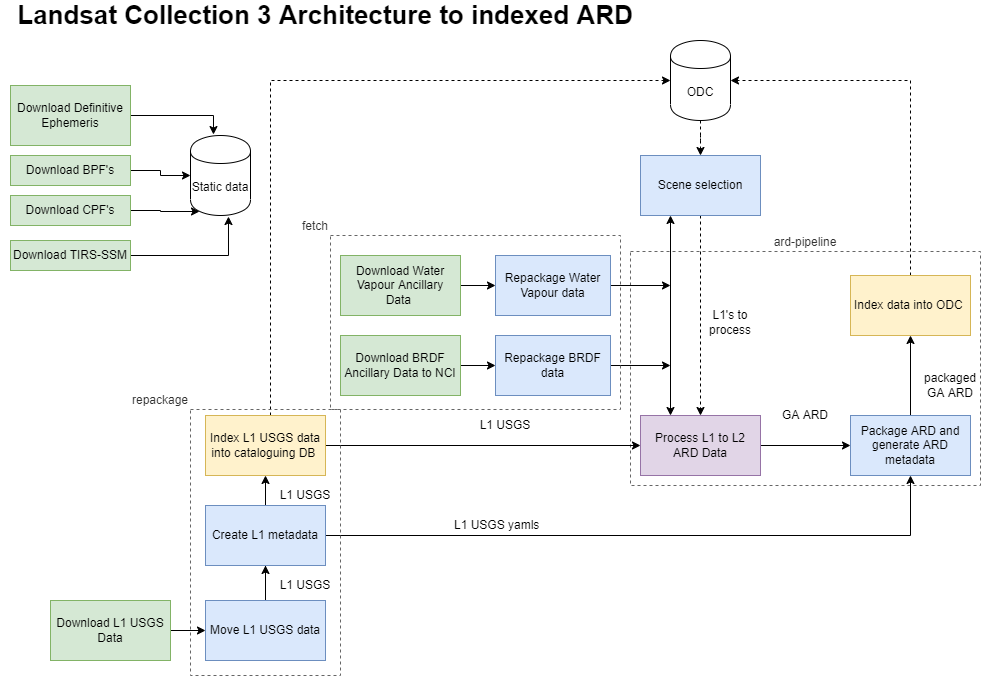 Landsat Collection 3 Architecture to indexed ARD
ODC
Download Definitive
Ephemeris
Download BPF's
Download CPF's
Download TIRS-SSM
Static data
Scene selection
fetch
Download Water
Vapour Ancillary
Data
Repackage Water
Vapour data
Download BRDF
Ancillary Data to NCI
Repackage BRDF
data
ard-pipeline
L1's to
process
Index data into ODC
packaged
GA ARD
repackage
Index L1 USGS data
into cataloguing DB
L1 USGS
Process L1 to L2
ARD Data
GA ARD
Package ARD and
generate ARD
metadata
L1 USGS
Create L1 metadata
L1 USGS yamls
L1 USGS
Download L1 USGS
Data
Move L1 USGS data